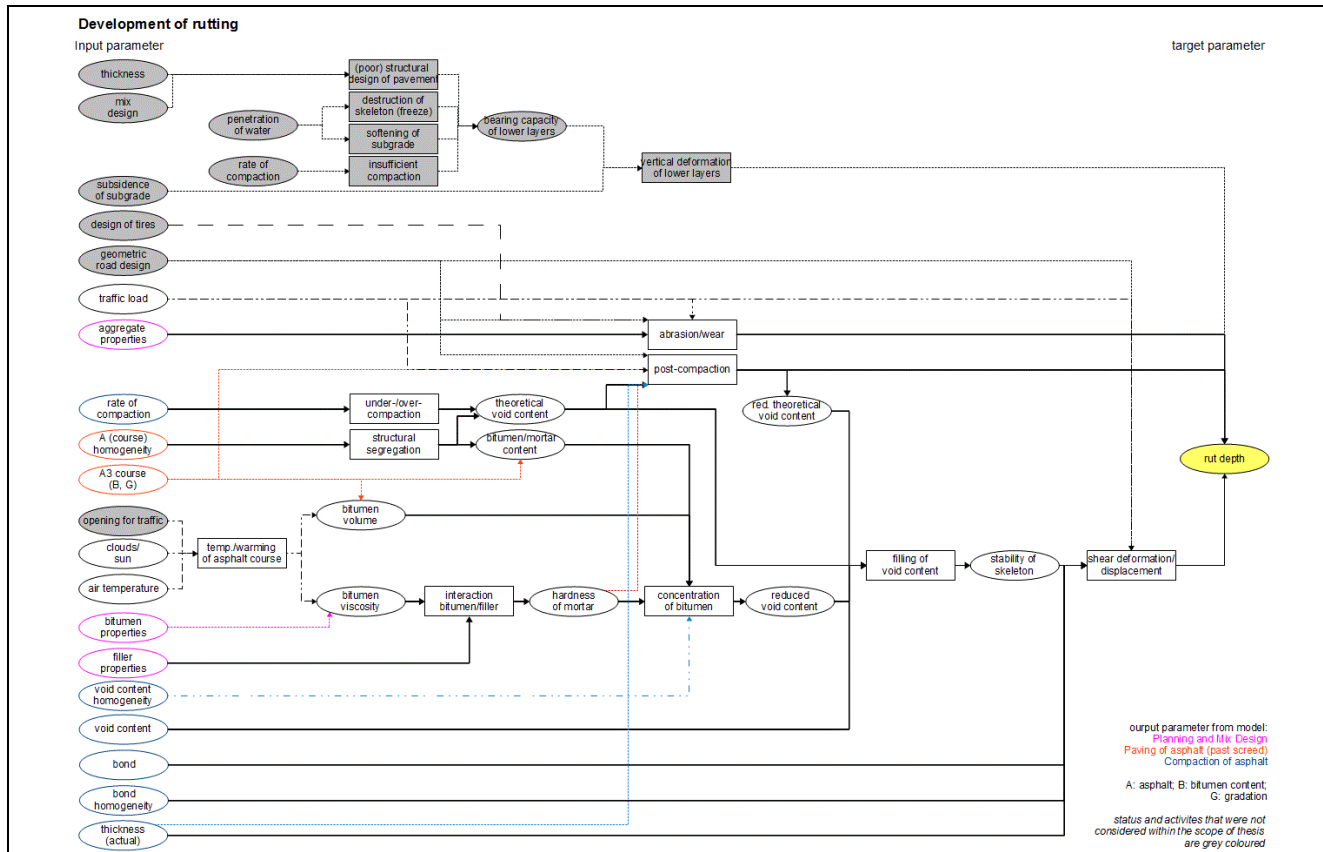 Development of rutting
Input parameter
target parameter
thickness
(poor) structural
design of pavement
mix
design
destruction of
skeleton (freeze)
penetration
of water
bearing capacity
of lower layers
softening of
subgrade
rate of
compaction
insufficient
compaction
vertical deformation
of lower layers
subsidence
of subgrade
design of tires
geometric
road design
traffic load
aggregate
properties
abrasion/wear
post-compaction
rate of
compaction
under-/over-
compaction
theoretical
void content
red. theoretical
void content
A (course)
homogeneity
structural
segregation
bitumen/mortar
content
rut depth
A3 course
(B, G)
bitumen
volume
opening for traffic
clouds/
sun
temp./warming
of asphalt course
filling of
void content
stability of
skeleton
shear deformation/
displacement
air temperature
bitumen
viscosity
interaction
bitumen/filler
hardness
of mortar
concentration
of bitumen
reduced
void content
bitumen
properties
filler
properties
void content
homogeneity
void content
bond
bond
homogeneity
thickness
(actual)
ourput parameter from model:
Planning and Mix Design
Paving of asphalt (past screed)
Compaction of asphalt
A: asphalt; B: bitumen content;
G: gradation
status and activites that were not
considered within the scope of thesis
are grey coloured